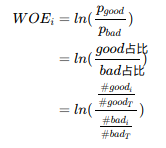 WOE_i = ln(p_good / p_bad)
= ln(good占比 / bad占比)
= ln((#good_i / #good_T) / (#bad_i / #bad_T))